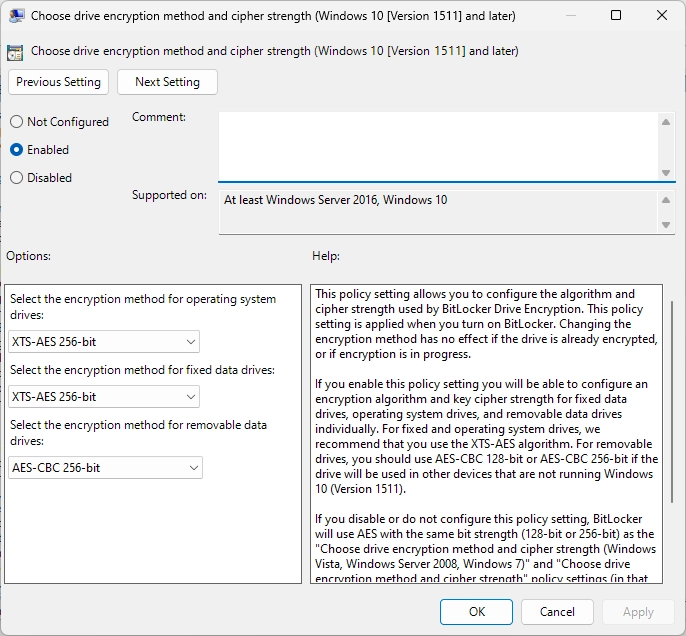 Choose drive encryption method and cipher strength (Windows 10 [Version 1511] and later)
Choose drive encryption method and cipher strength (Windows 10 [Version 1511] and later)
Previous Setting
Next Setting
Not Configured
Enabled
Disabled
Comment:
Supported on:
At least Windows Server 2016, Windows 10
Options:
Help:
Select the encryption method for operating system
drives:
XTS-AES 256-bit
Select the encryption method for fixed data drives:
XTS-AES 256-bit
Select the encryption method for removable data
drives:
AES-CBC 256-bit
This policy setting allows you to configure the algorithm and
cipher strength used by BitLocker Drive Encryption. This policy
setting is applied when you turn on BitLocker. Changing the
encryption method has no effect if the drive is already encrypted,
or if encryption is in progress.
If you enable this policy setting you will be able to configure an
encryption algorithm and key cipher strength for fixed data
drives, operating system drives, and removable data drives
individually. For fixed and operating system drives, we
recommend that you use the XTS-AES algorithm. For removable
drives, you should use AES-CBC 128-bit or AES-CBC 256-bit if the
drive will be used in other devices that are not running Windows
10 (Version 1511).
If you disable or do not configure this policy setting, BitLocker
will use AES with the same bit strength (128-bit or 256-bit) as the
"Choose drive encryption method and cipher strength (Windows
Vista, Windows Server 2008, Windows 7)" and "Choose drive
encryption method and cipher strength" policy settings (in that
OK
Cancel
Apply